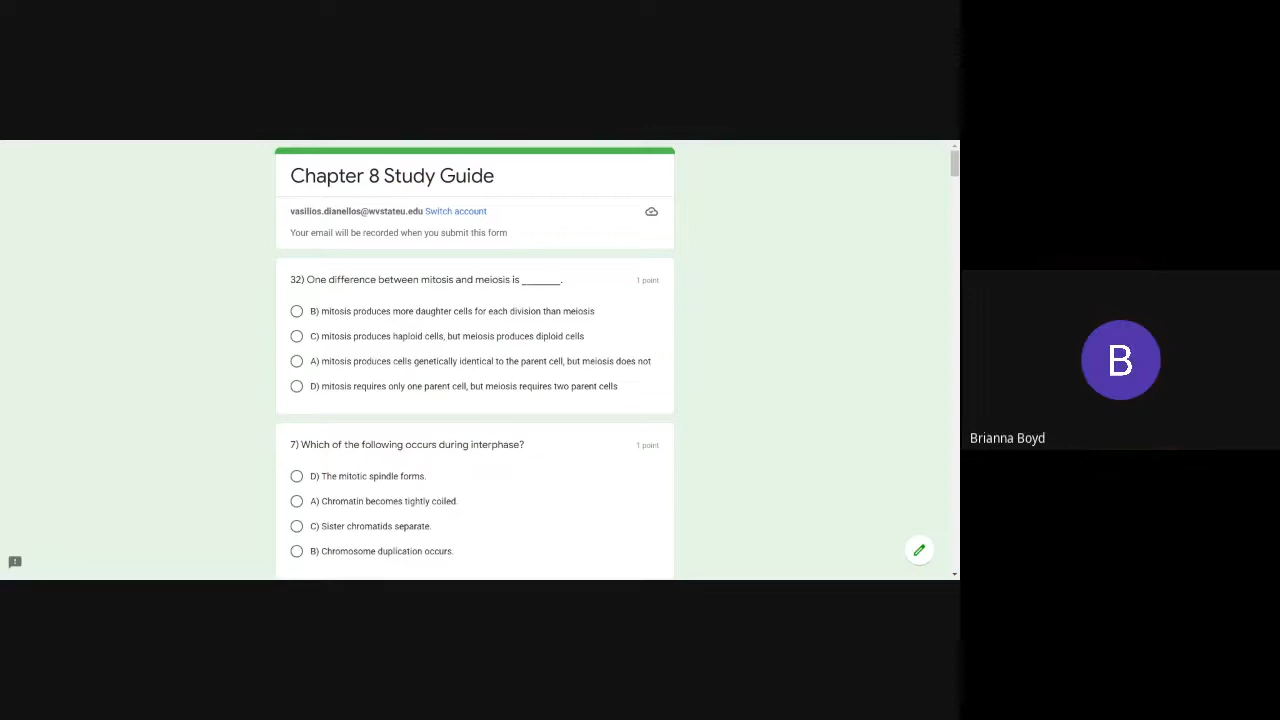 Chapter 8 Study Guide
vasilios.dianellos@wvstateu.edu Switch account
Your email will be recorded when you submit this form
32) One difference between mitosis and meiosis is _______. 1 point
B) mitosis produces more daughter cells for each division than meiosis
C) mitosis produces haploid cells, but meiosis produces diploid cells
A) mitosis produces cells genetically identical to the parent cell, but meiosis does not
D) mitosis requires only one parent cell, but meiosis requires two parent cells
7) Which of the following occurs during interphase? 1 point
D) The mitotic spindle forms.
A) Chromatin becomes tightly coiled.
C) Sister chromatids separate.
B) Chromosome duplication occurs.
B
Brianna Boyd